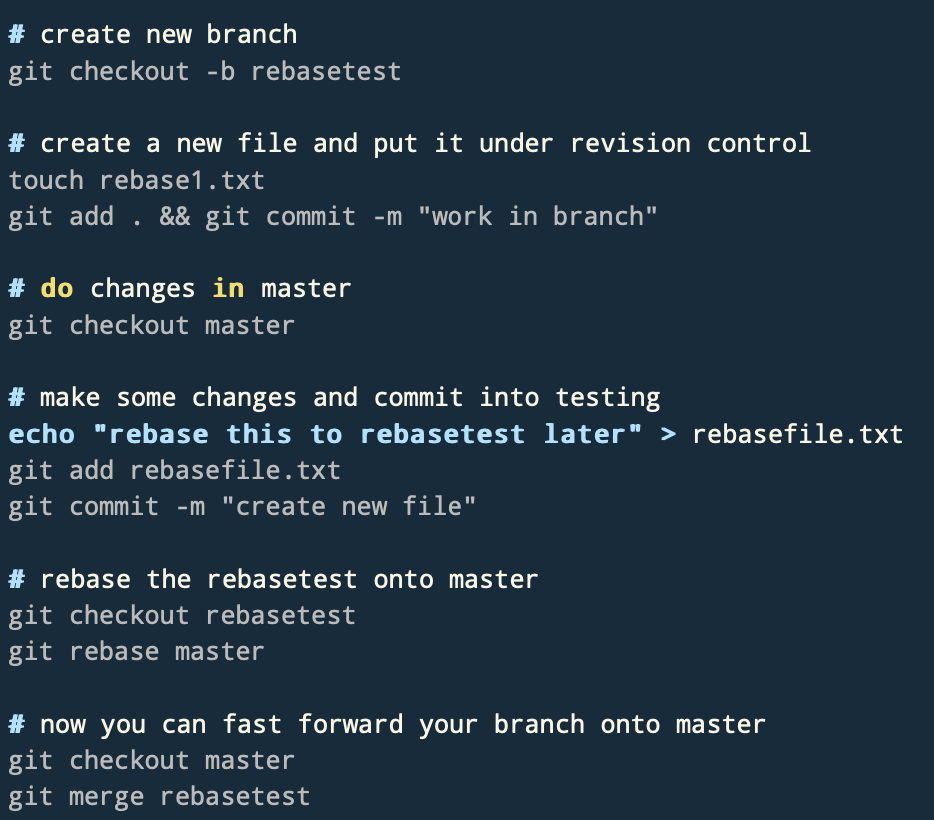 # create new branch
git checkout -b rebasetest
# create a new file and put it under revision control
touch rebase1.txt
git add . && git commit -m "work in branch"
# do changes in master
git checkout master
# make some changes and commit into testing
echo "rebase this to rebasetest later" > rebasefile.txt
git add rebasefile.txt
git commit -m "create new file"
# rebase the rebasetest onto master
git checkout rebasetest
git rebase master
# now you can fast forward your branch onto master
git checkout master
git merge rebasetest